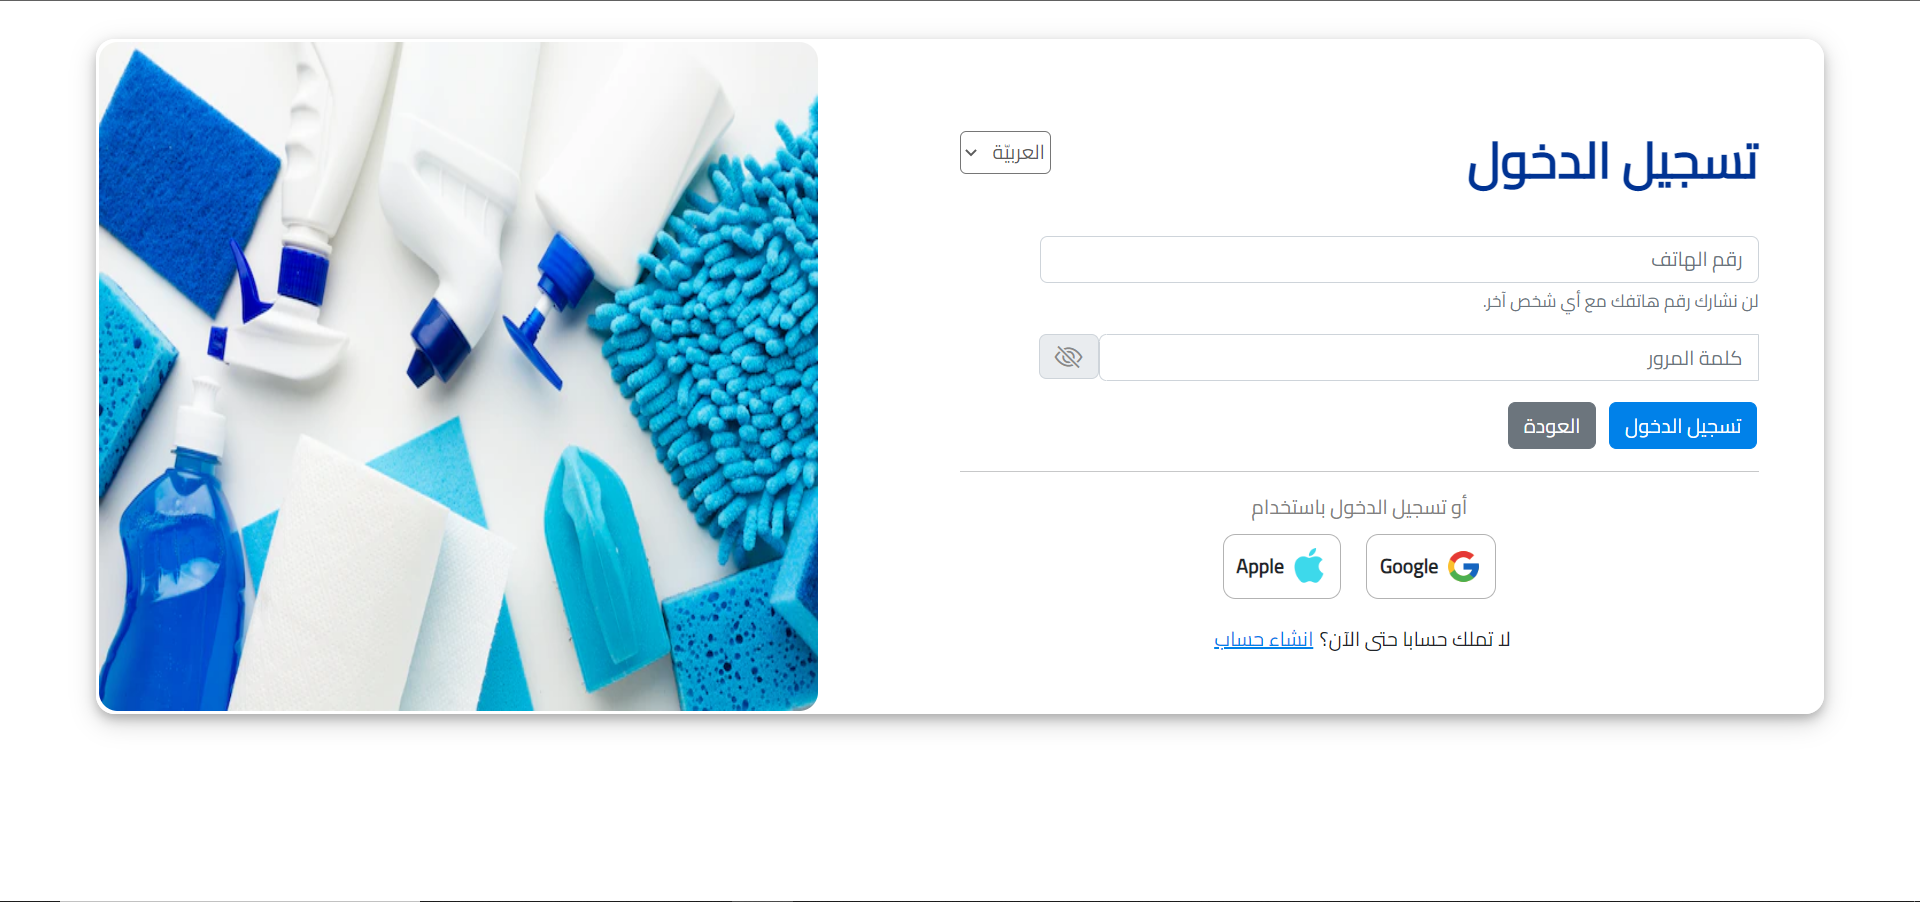 تسجيل الدخول
العربيّة
رقم الهاتف
لن نشارك رقم هاتفك مع أي شخص آخر.
كلمة المرور
تسجيل الدخول
العودة
أو تسجيل الدخول باستخدام
Google
Apple
لا تملك حسابا حتى الآن؟ انشاء حساب